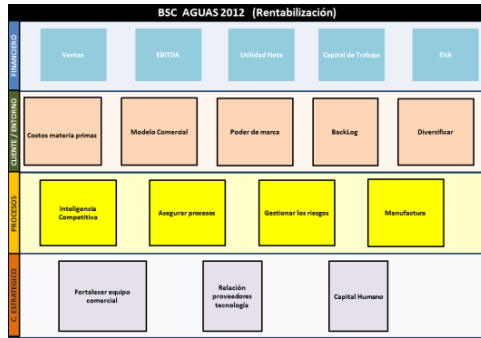 BSC AGUAS 2012 (Rentabilización)
FINANCIERO
Ventas
EBITDA
Utilidad Neta
Capital de Trabajo
EVA
CLIENTE / ENTORNO
Costos materia primas
Modelo Comercial
Poder de marca
BackLog
Diversificar
PROCESOS
Inteligencia
Competitiva
Asegurar procesos
Gestionar los riesgos
Manufactura
C. ESTRATEGICO
Fortalecer equipo
comercial
Relación
proveedores
tecnología
Capital Humano